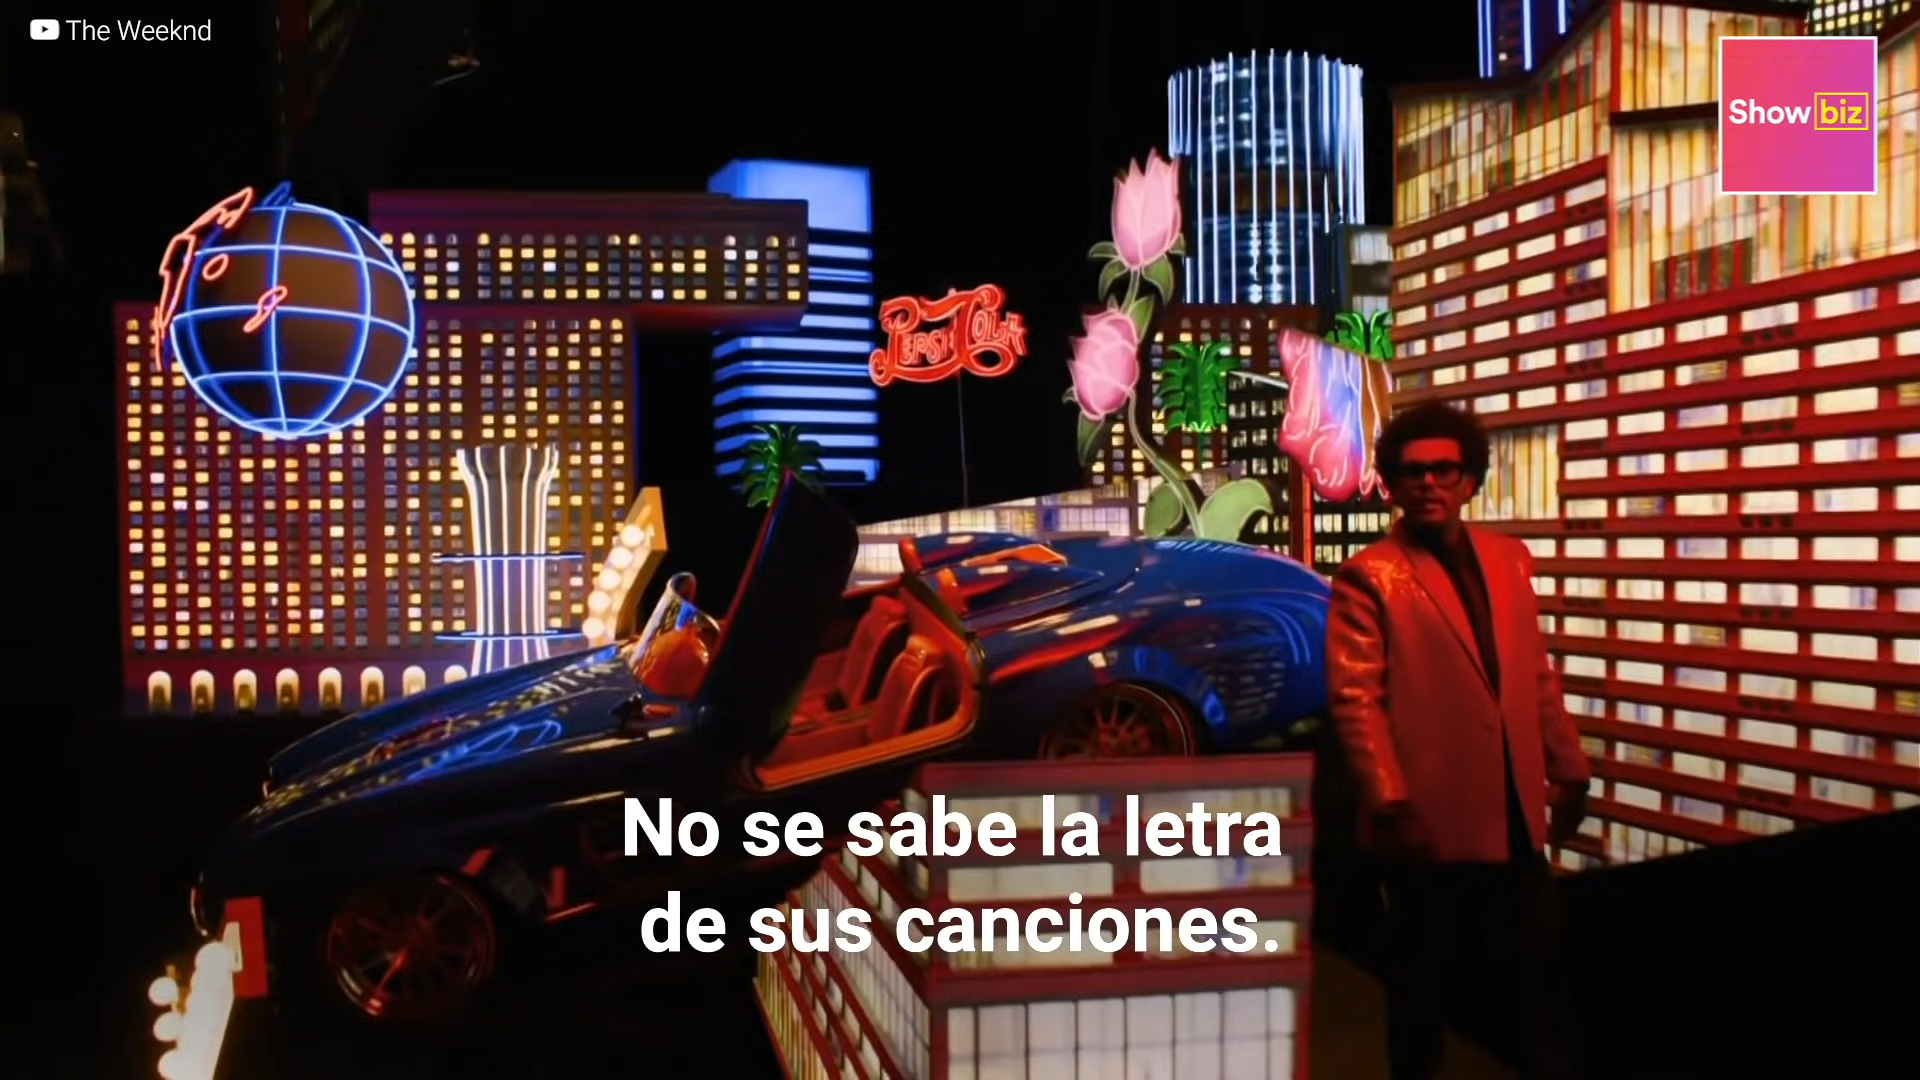 The Weeknd
Show biz
PEPSI COLA
No se sabe la letra
de sus canciones.